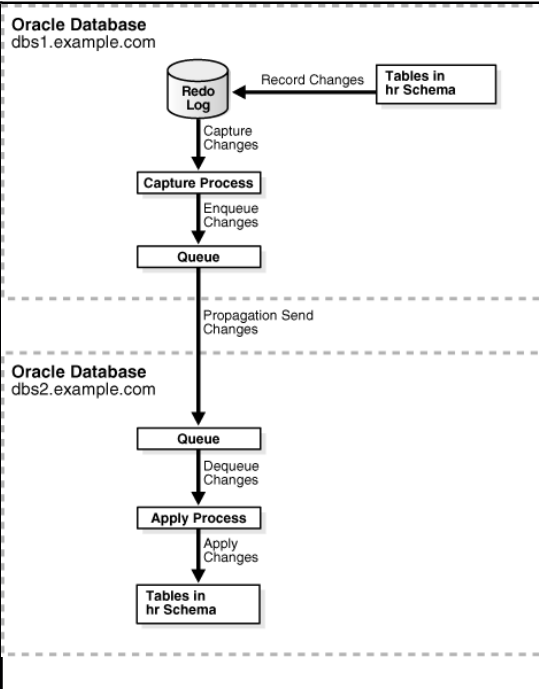 Oracle Database
dbs1.example.com
Redo
Log
Record Changes
Tables in
hr Schema
Capture
Changes
Capture Process
Enqueue
Changes
Queue
Propagation Send
Changes
Oracle Database
dbs2.example.com
Queue
Dequeue
Changes
Apply Process
Apply
Changes
Tables in
hr Schema